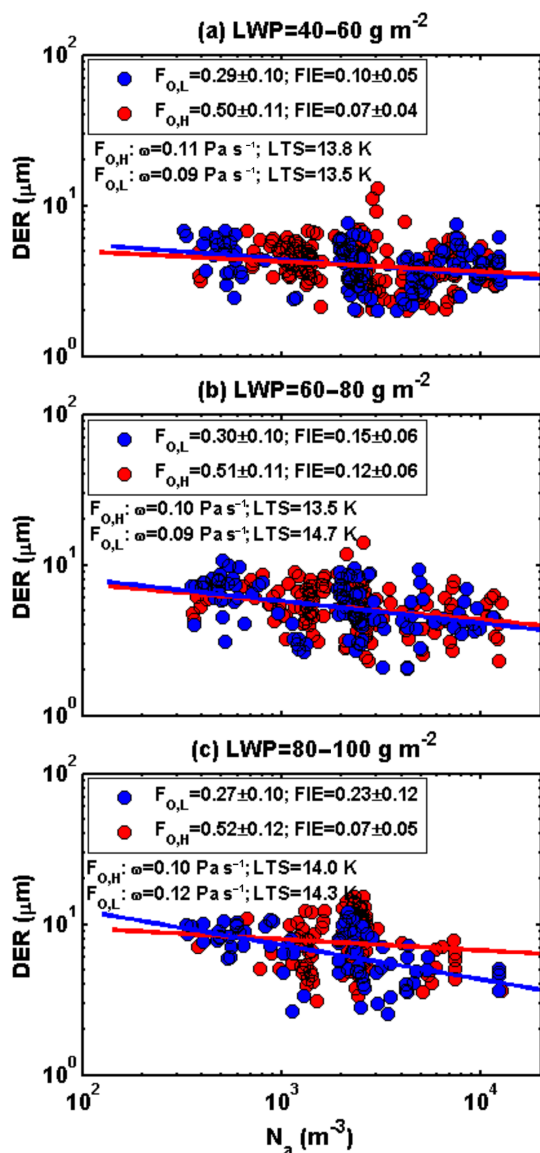 (a) LWP=40−60 g m⁻²
10²
F_O,L=0.29±0.10; FIE=0.10±0.05
F_O,H=0.50±0.11; FIE=0.07±0.04
F_O,H: ϖ=0.11 Pa s⁻¹; LTS=13.8 K
F_O,L: ϖ=0.09 Pa s⁻¹; LTS=13.5 K
10¹
DER (μm)
10⁰
(b) LWP=60−80 g m⁻²
10²
F_O,L=0.30±0.10; FIE=0.15±0.06
F_O,H=0.51±0.11; FIE=0.12±0.06
F_O,H: ϖ=0.10 Pa s⁻¹; LTS=13.5 K
F_O,L: ϖ=0.09 Pa s⁻¹; LTS=14.7 K
10¹
DER (μm)
10⁰
(c) LWP=80−100 g m⁻²
10²
F_O,L=0.27±0.10; FIE=0.23±0.12
F_O,H=0.52±0.12; FIE=0.07±0.05
F_O,H: ϖ=0.10 Pa s⁻¹; LTS=14.0 K
F_O,L: ϖ=0.12 Pa s⁻¹; LTS=14.3 K
10¹
DER (μm)
10⁰
10² 10³ 10⁴
N_a (m⁻³)